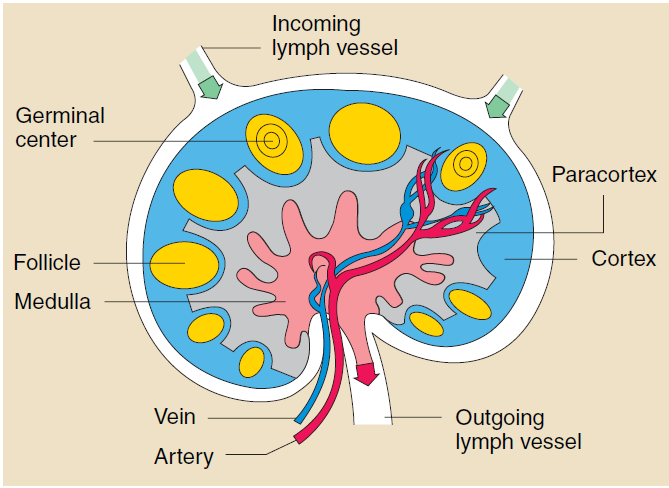 Incoming
lymph vessel
Germinal
center
Paracortex
Follicle
Cortex
Medulla
Vein
Outgoing
lymph vessel
Artery